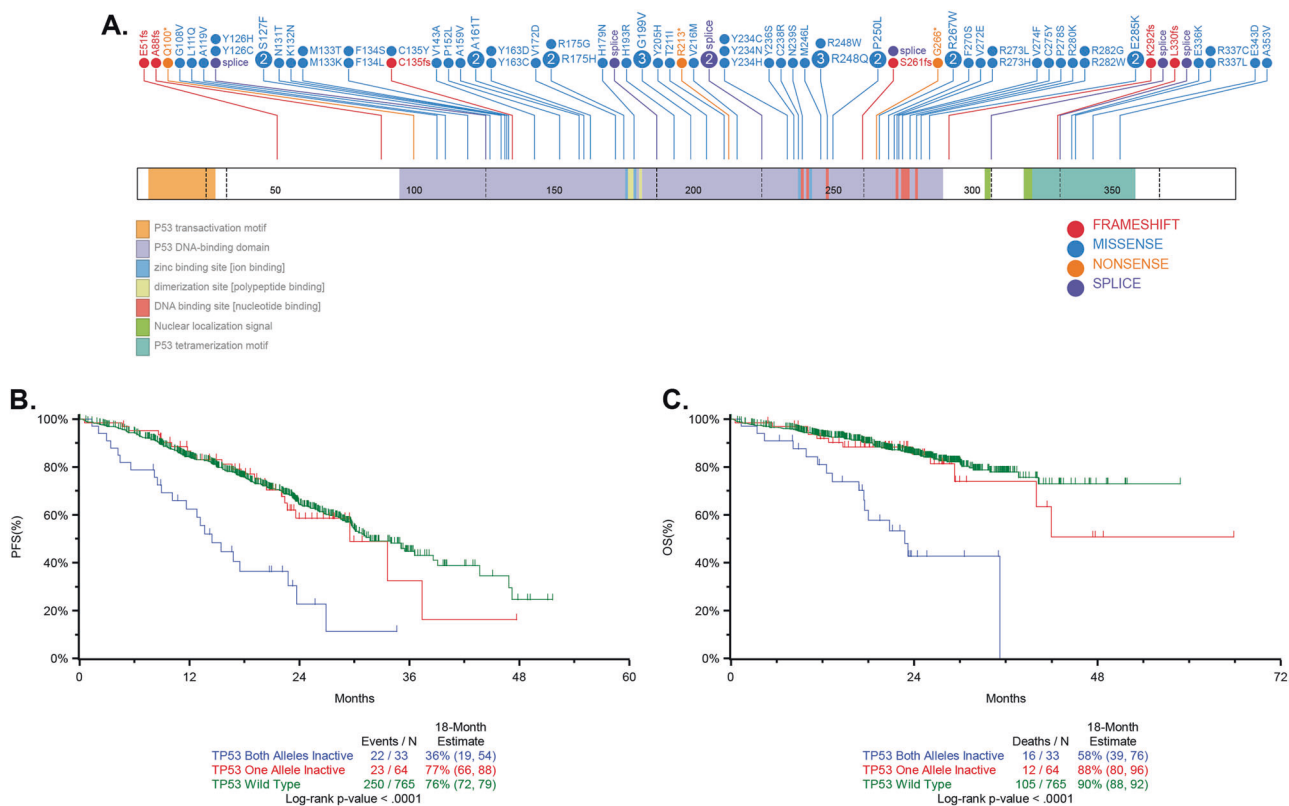 A.
E51fs
A88fs
Q100*
G108V
L111Q
A119V
Y126H
Y126C
splice
2 S127F
N131T
K132N
M133T
M133K
F134S
F134L
C135Y
C135fs
V143A
P152L
A159V
2 A161T
Y163D
Y163C
V172D
R175G
2 R175H
H179N
splice
H193R
3 G199V
Y205H
T211I
R213*
V216M
2 splice
Y234C
Y234N
Y234H
Y236S
C238R
N239S
M246L
R248W
3 R248Q
2 P250L
splice
S261fs
G266*
2 R267W
F270S
V272E
R273L
R273H
V274F
C275Y
P278S
R280K
R282G
R282W
2 E285K
K292fs
splice
L330fs
splice
E336K
R337C
R337L
E343D
A353V
50 100 150 200 250 300 350
P53 transactivation motif
P53 DNA-binding domain
zinc binding site [ion binding]
dimerization site [polypeptide binding]
DNA binding site [nucleotide binding]
Nuclear localization signal
P53 tetramerization motif
FRAMESHIFT
MISSENSE
NONSENSE
SPLICE
B.
100%
80%
60%
40%
20%
0%
PFS(%)
0 12 24 36 48 60
Months
18-Month
Events / N Estimate
TP53 Both Alleles Inactive 22 / 33 36% (19, 54)
TP53 One Allele Inactive 23 / 64 77% (66, 88)
TP53 Wild Type 250 / 765 76% (72, 79)
Log-rank p-value < .0001
C.
100%
80%
60%
40%
20%
0%
OS(%)
0 24 48 72
Months
18-Month
Deaths / N Estimate
TP53 Both Alleles Inactive 16 / 33 58% (39, 76)
TP53 One Allele Inactive 12 / 64 88% (80, 96)
TP53 Wild Type 105 / 765 90% (88, 92)
Log-rank p-value < .0001